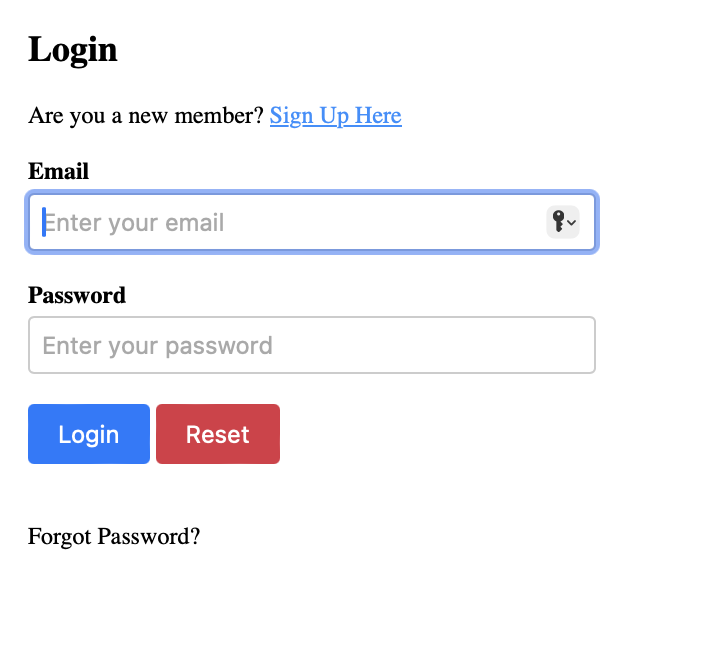 Login
Are you a new member? Sign Up Here
Email
Enter your email
Password
Enter your password
Login Reset
Forgot Password?